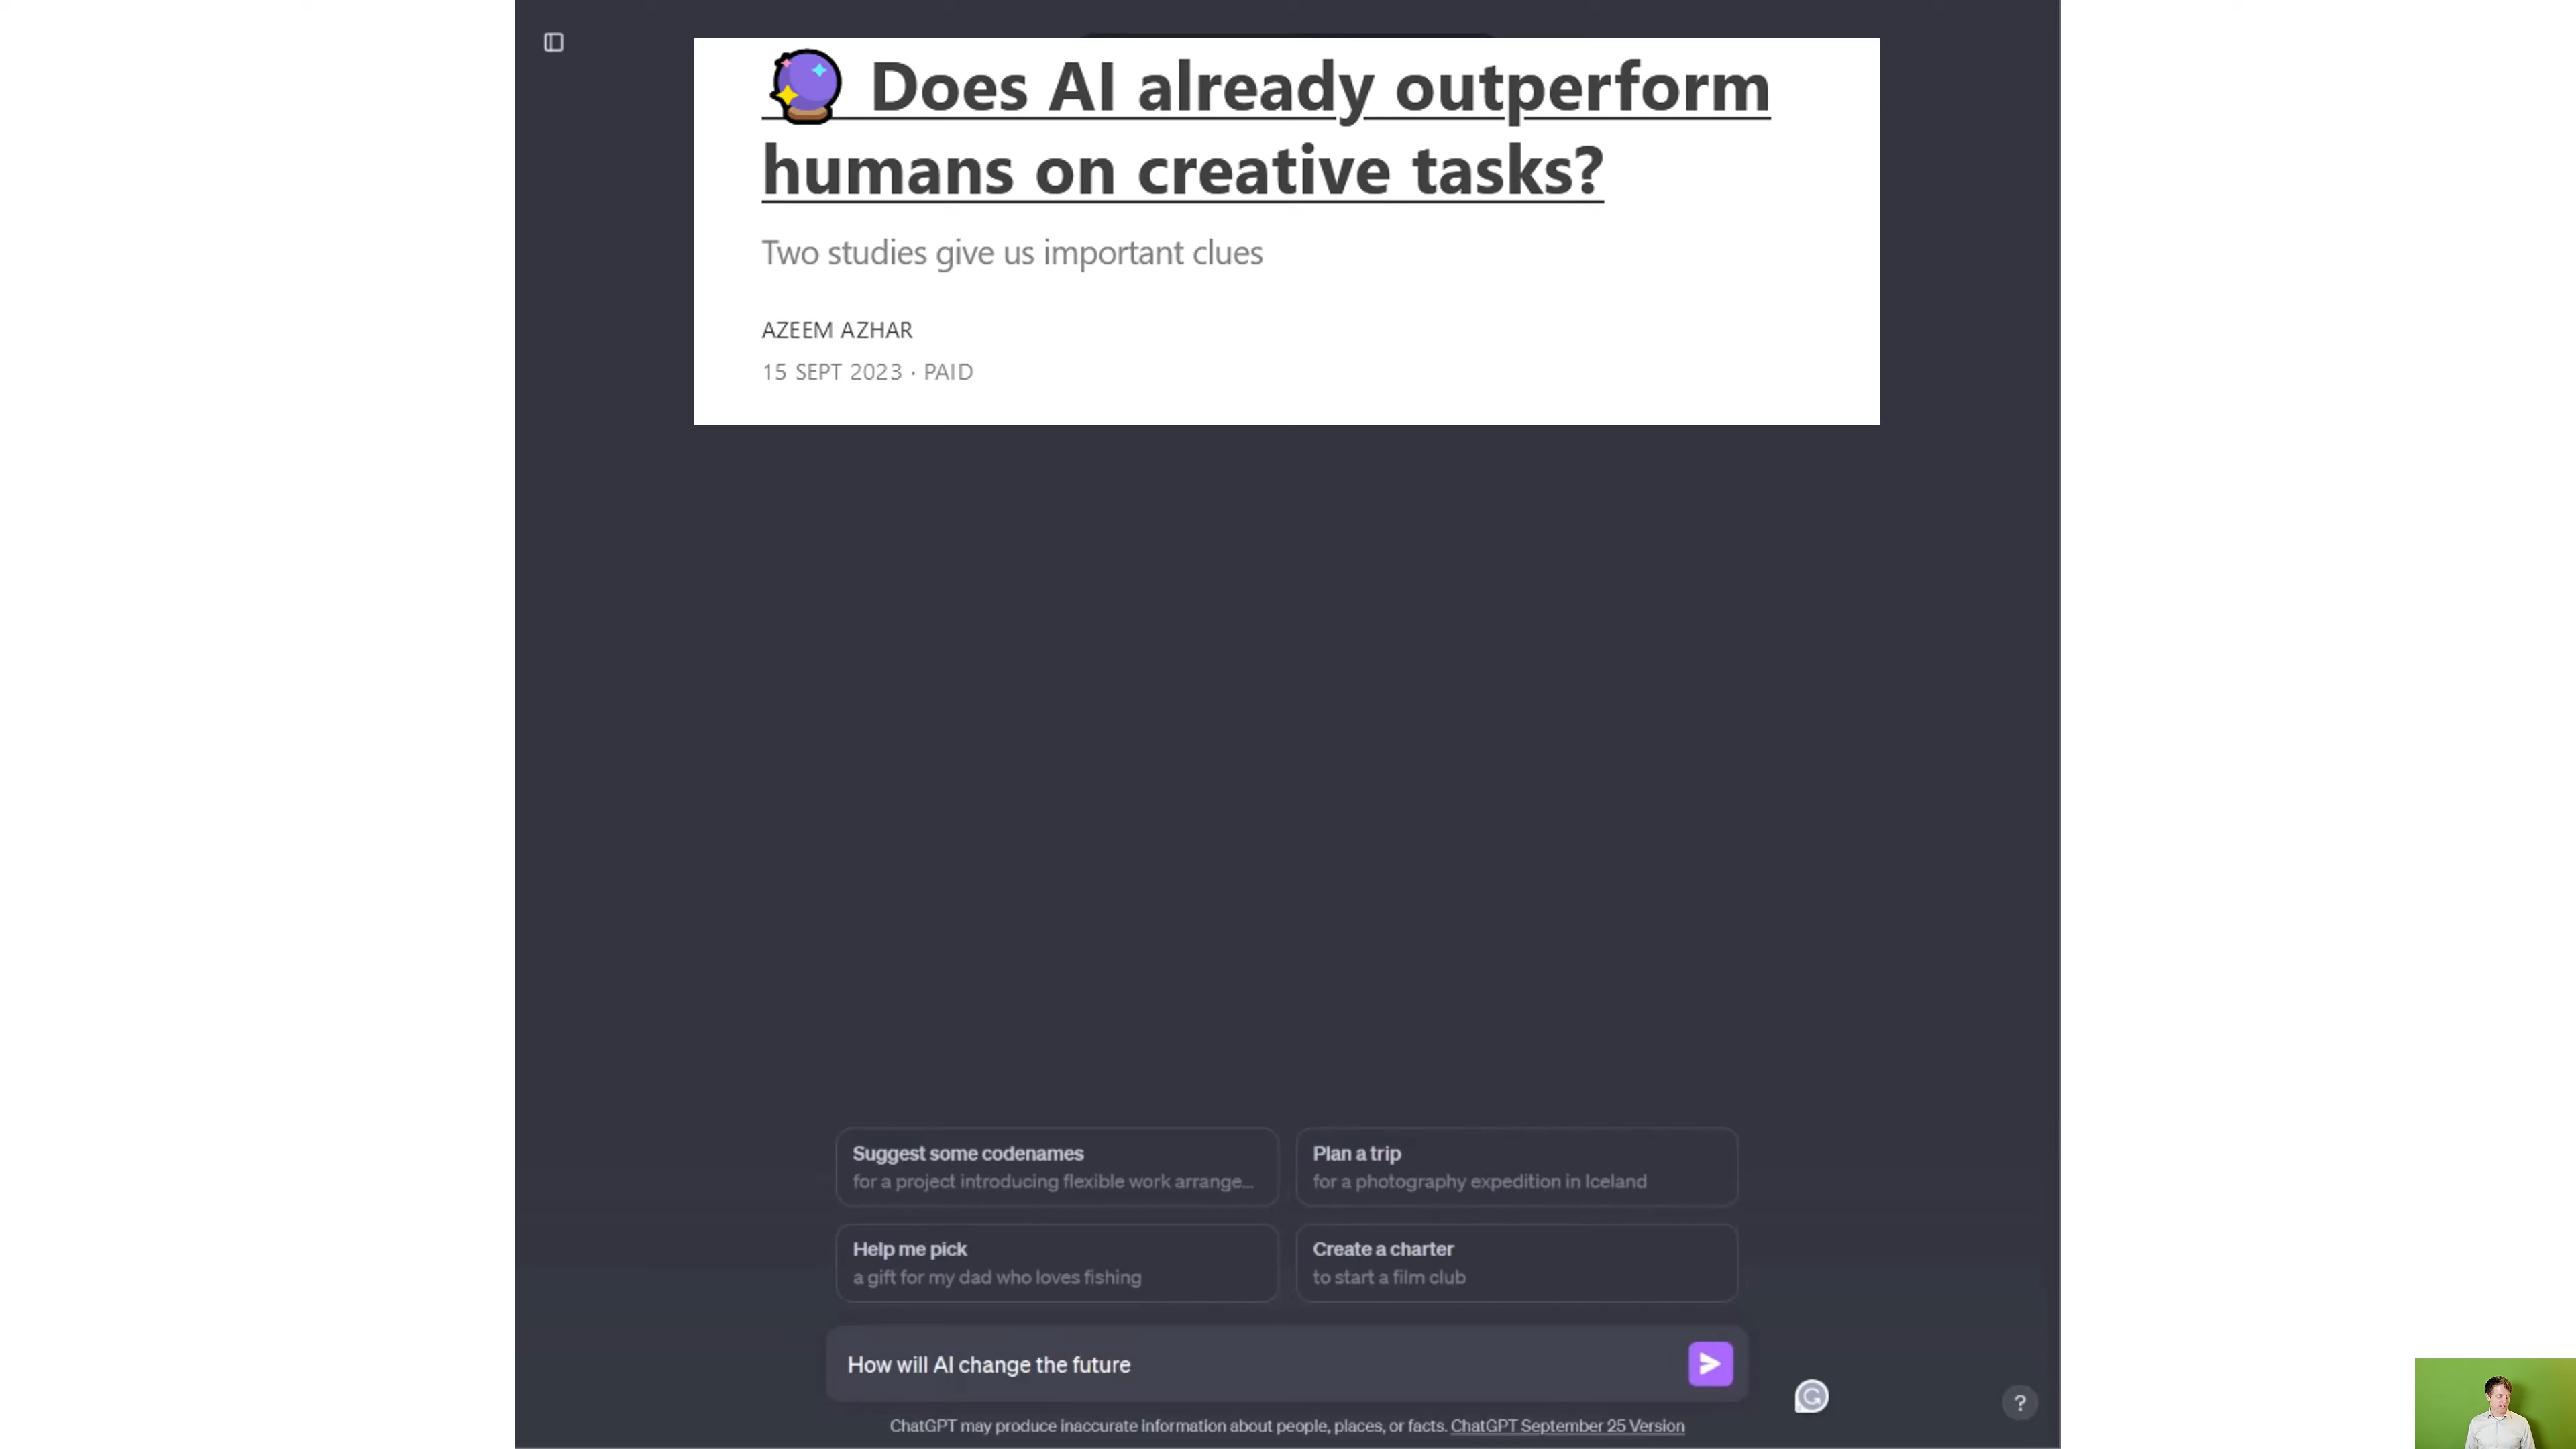 🔮 Does AI already outperform
humans on creative tasks?
Two studies give us important clues
AZEEM AZHAR
15 SEPT 2023 · PAID
Suggest some codenames
for a project introducing flexible work arrange...
Plan a trip
for a photography expedition in Iceland
Help me pick
a gift for my dad who loves fishing
Create a charter
to start a film club
How will AI change the future
ChatGPT may produce inaccurate information about people, places, or facts. ChatGPT September 25 Version
?